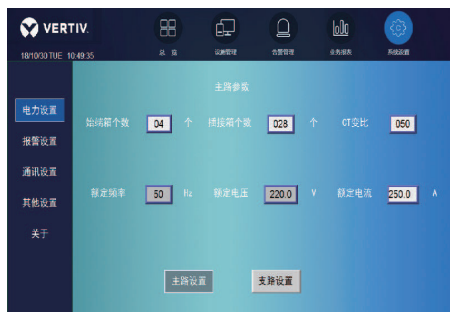 VERTIV.
18/10/30 TUE 10:49:35
总览 设施管理 告警管理 业务报表 系统设置
主路参数
电力设置
报警设置
通讯设置
其他设置
关于
始端箱个数 04 个 插接箱个数 028 个 CT变比 050
额定频率 50 Hz 额定电压 220.0 V 额定电流 250.0 A
主路设置 支路设置